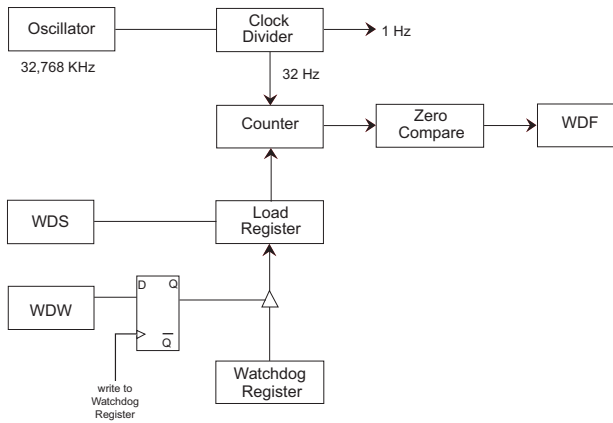 Oscillator
Clock
Divider
1 Hz
32,768 KHz
32 Hz
Counter
Zero
Compare
WDF
WDS
Load
Register
D Q
WDW
Q
write to
Watchdog
Register
Watchdog
Register